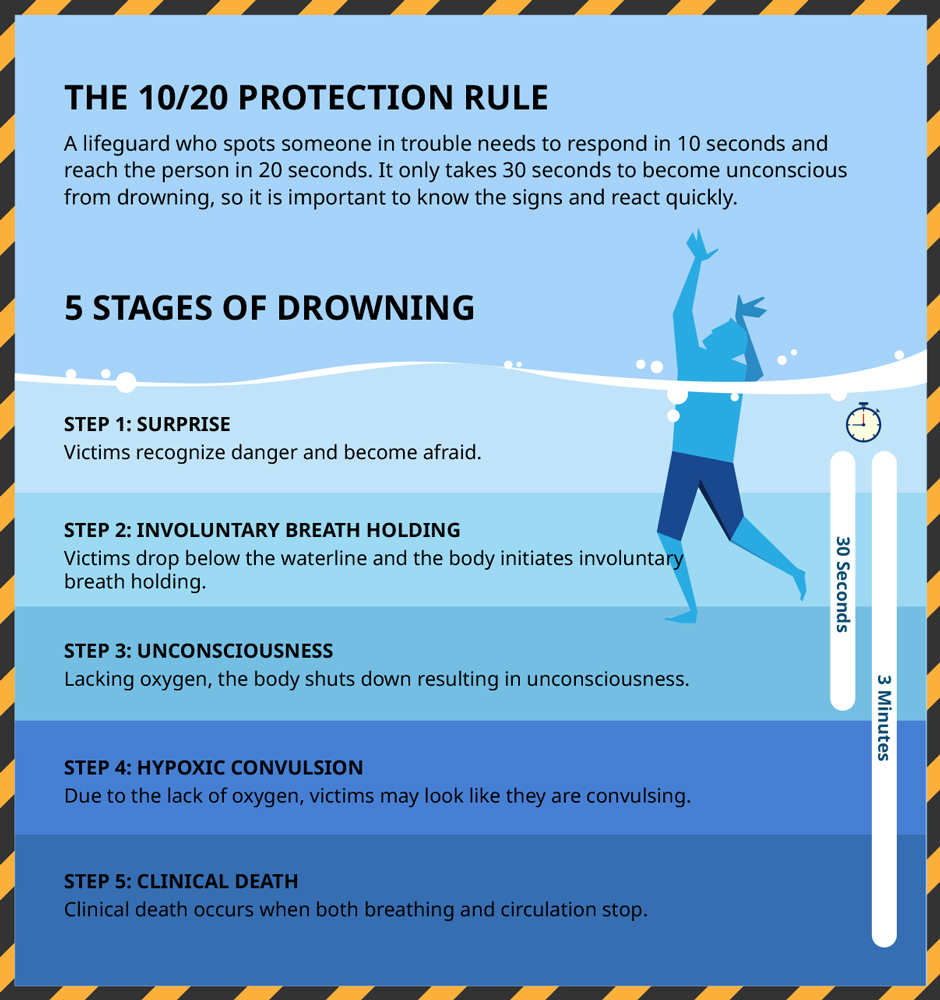 THE 10/20 PROTECTION RULE
A lifeguard who spots someone in trouble needs to respond in 10 seconds and
reach the person in 20 seconds. It only takes 30 seconds to become unconscious
from drowning, so it is important to know the signs and react quickly.
5 STAGES OF DROWNING
STEP 1: SURPRISE
Victims recognize danger and become afraid.
STEP 2: INVOLUNTARY BREATH HOLDING
Victims drop below the waterline and the body initiates involuntary
breath holding.
STEP 3: UNCONSCIOUSNESS
Lacking oxygen, the body shuts down resulting in unconsciousness.
STEP 4: HYPOXIC CONVULSION
Due to the lack of oxygen, victims may look like they are convulsing.
STEP 5: CLINICAL DEATH
Clinical death occurs when both breathing and circulation stop.
30 Seconds
3 Minutes